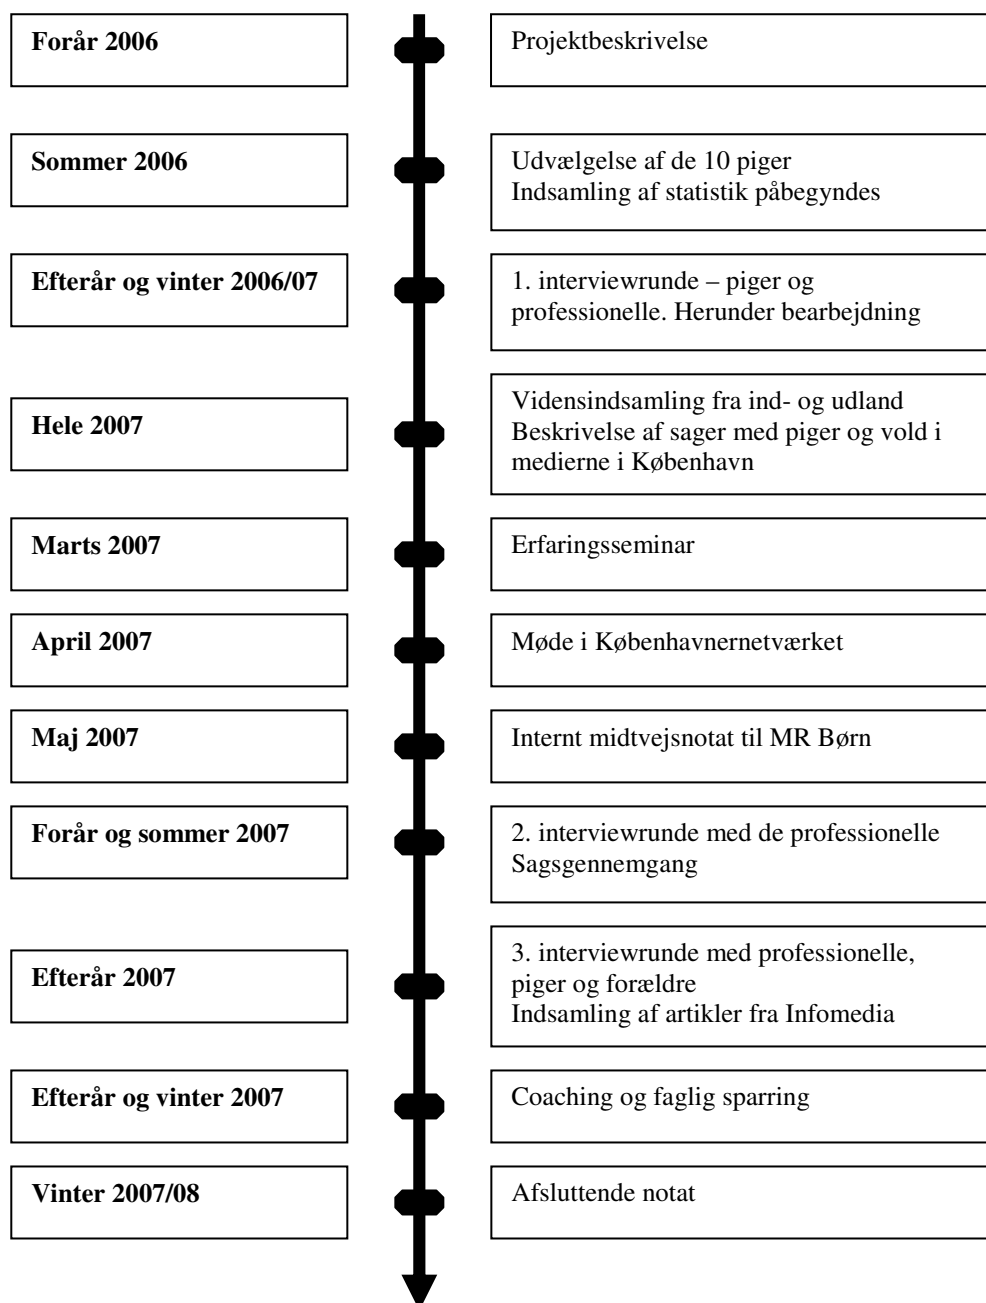 Forår 2006
Projektbeskrivelse
Sommer 2006
Udvælgelse af de 10 piger
Indsamling af statistik påbegyndes
Efterår og vinter 2006/07
1. interviewrunde – piger og
professionelle. Herunder bearbejdning
Hele 2007
Vidensindsamling fra ind- og udland
Beskrivelse af sager med piger og vold i
medierne i København
Marts 2007
Erfaringsseminar
April 2007
Møde i Københavnernetværket
Maj 2007
Internt midtvejsnotat til MR Børn
Forår og sommer 2007
2. interviewrunde med de professionelle
Sagsgennemgang
Efterår 2007
3. interviewrunde med professionelle,
piger og forældre
Indsamling af artikler fra Infomedia
Efterår og vinter 2007
Coaching og faglig sparring
Vinter 2007/08
Afsluttende notat